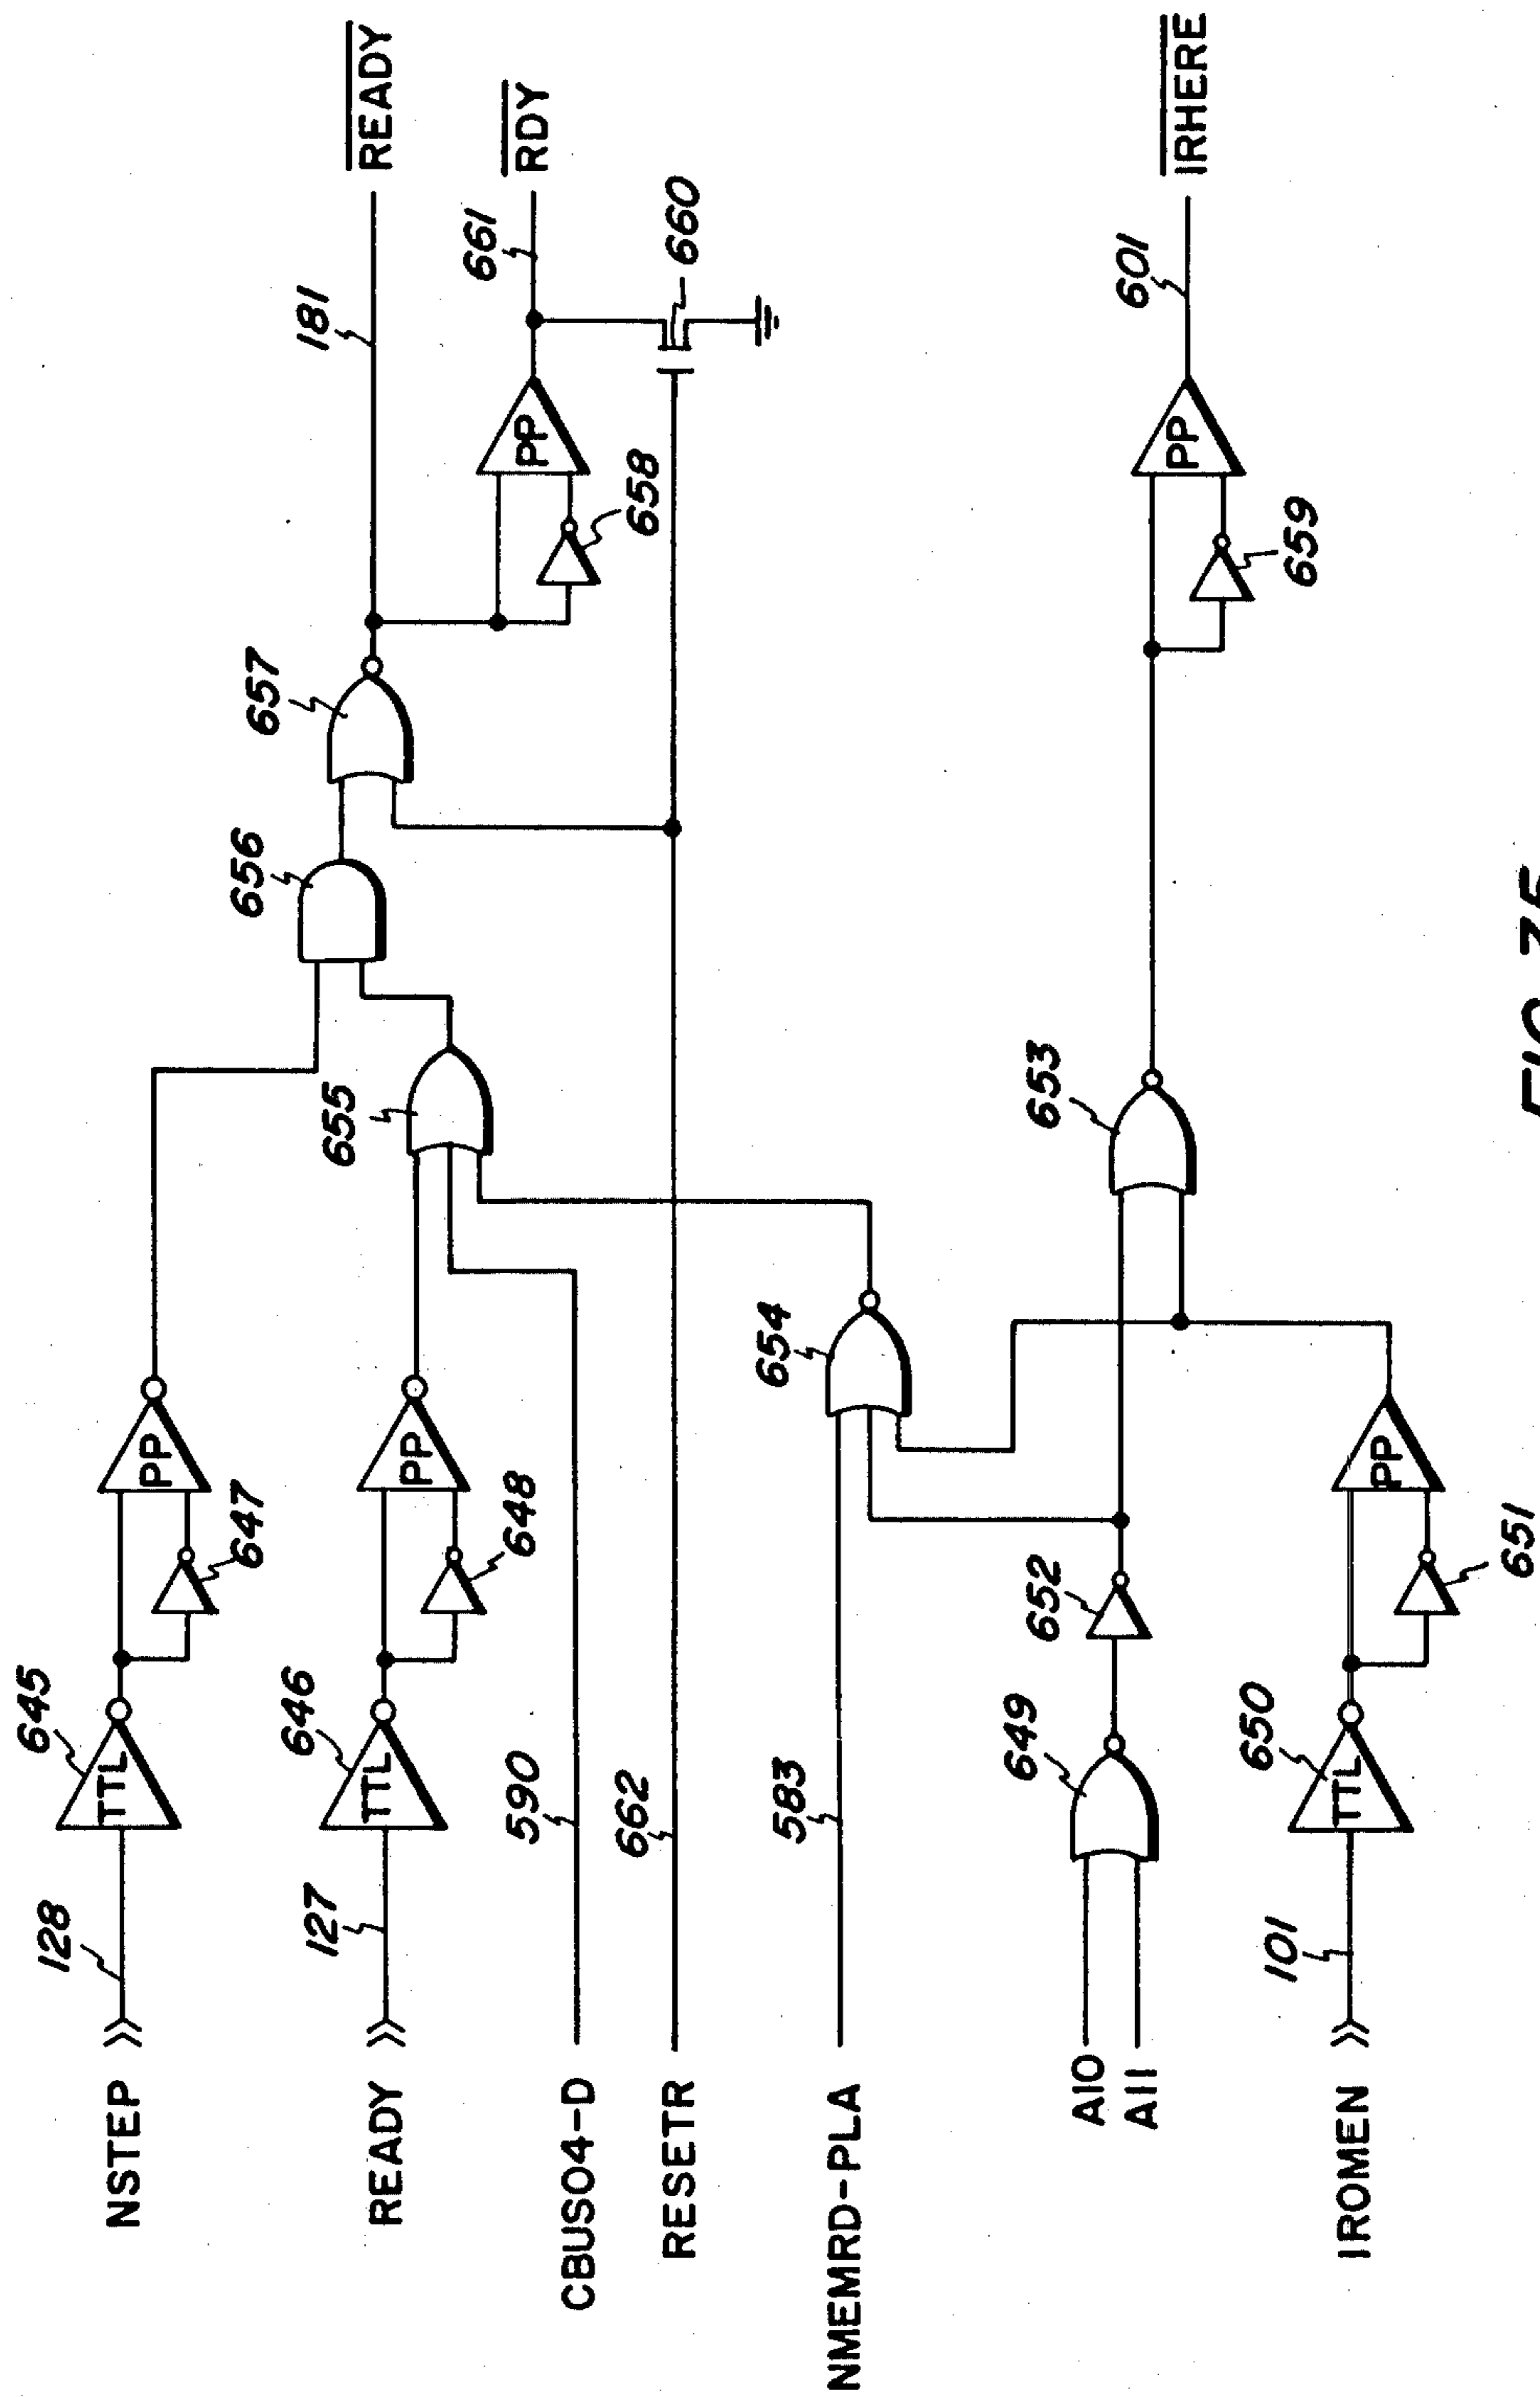 NSTEP
128
645
TTL
647
PP
READY
127
646
TTL
648
PP
655
656
657
181
READY
CBUS04-D
590
658
PP
661
RDY
RESETR
662
660
NMEMRD-PLA
583
654
A10
A11
649
652
653
659
PP
601
IRHERE
IROMEN
101
650
TTL
651
PP